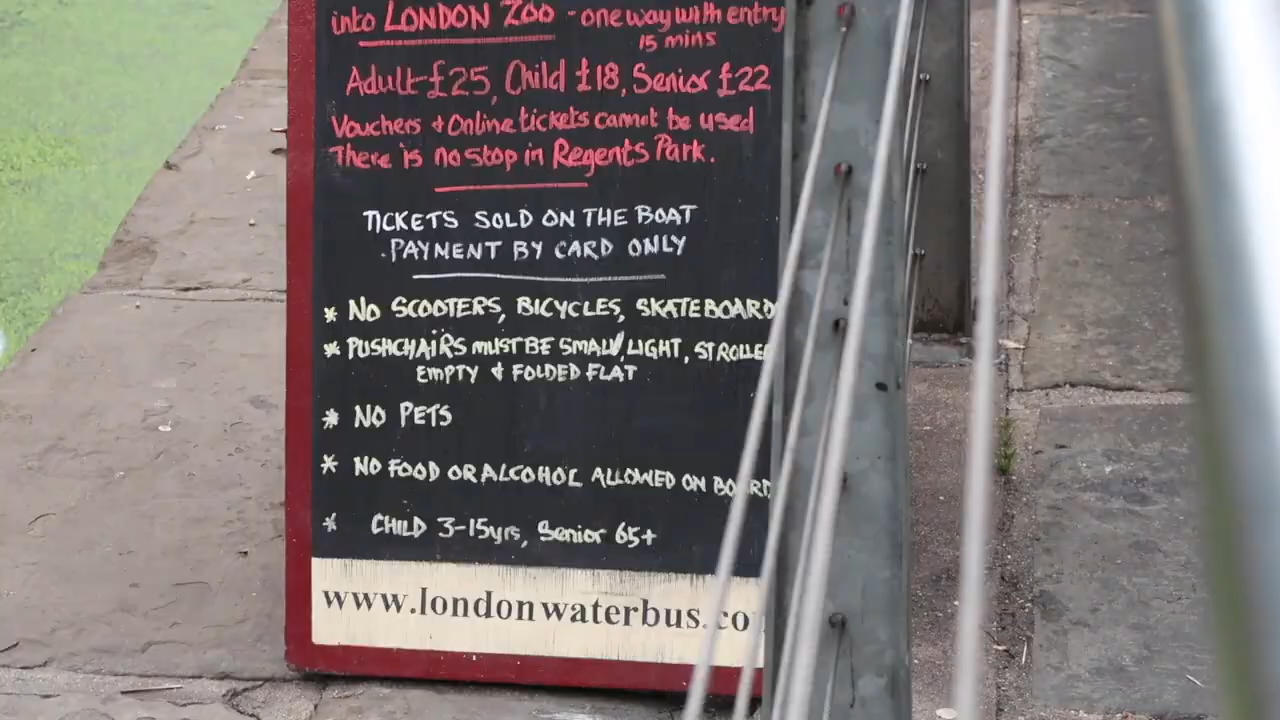 into LONDON ZOO - one way with entry
15 mins
Adult £25, Child £18, Senior £22
Vouchers + Online tickets cannot be used
There is no stop in Regents Park.
TICKETS SOLD ON THE BOAT
PAYMENT BY CARD ONLY
* NO SCOOTERS, BICYCLES, SKATEBOARD
* PUSHCHAIRS MUST BE SMALL, LIGHT, STROLLE
EMPTY & FOLDED FLAT
* NO PETS
* NO FOOD OR ALCOHOL ALLOWED ON BOARD
* CHILD 3-15yrs, Senior 65+
www.londonwaterbus.co